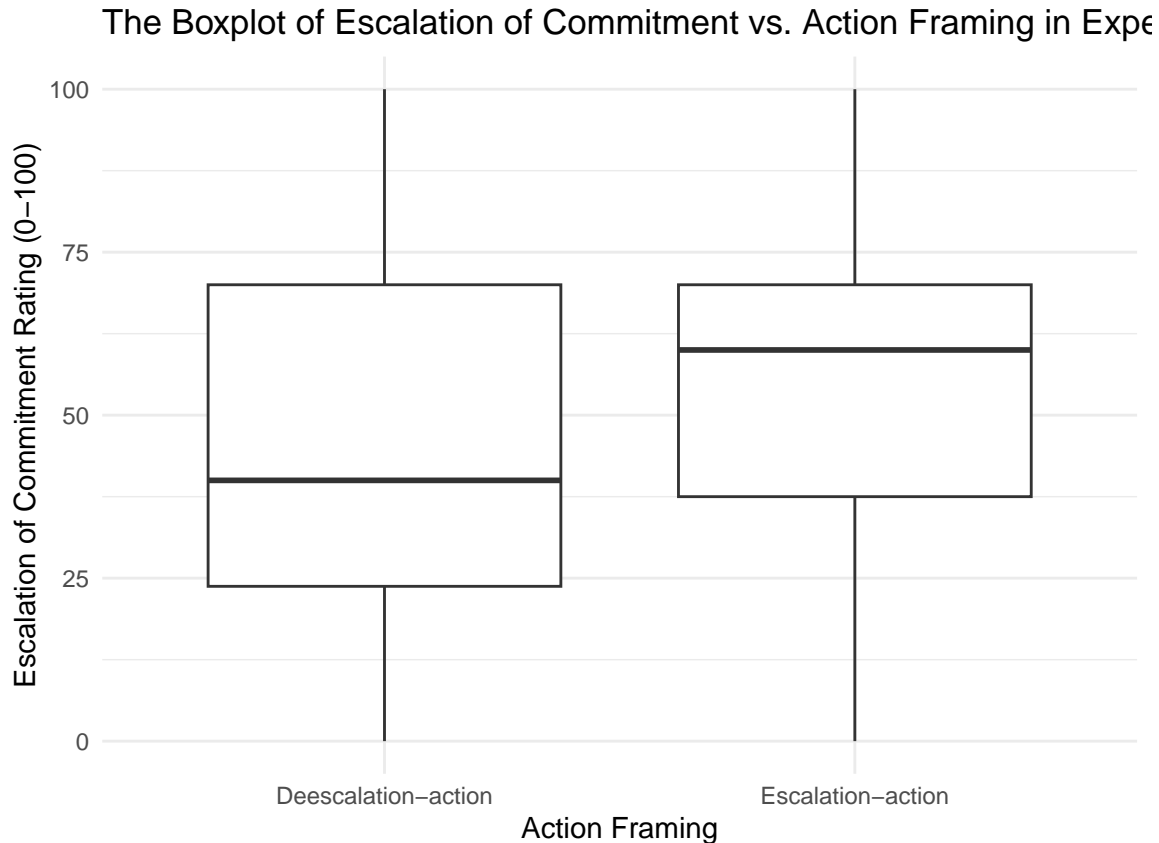 The Boxplot of Escalation of Commitment vs. Action Framing in Expe
Escalation of Commitment Rating (0−100)
100
75
50
25
0
Deescalation−action
Escalation−action
Action Framing